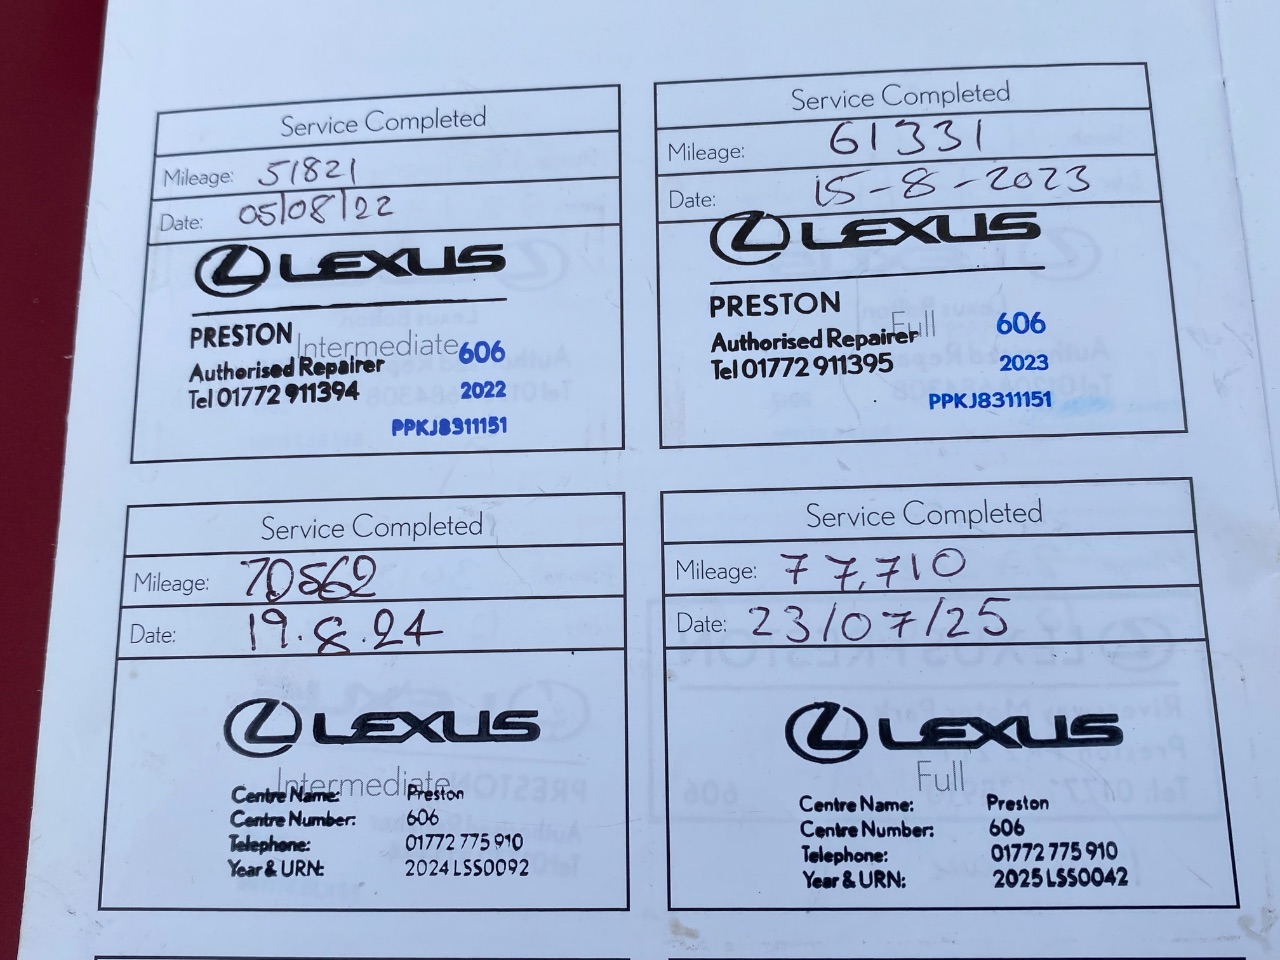 Service Completed
Mileage: 51821
Date: 05/08/22
LEXUS
PRESTON
Intermediate
606
Authorised Repairer
Tel 01772 911394
2022
PPKJ8311151
Service Completed
Mileage: 61331
Date: 15-8-2023
LEXUS
PRESTON
Full
606
Authorised Repairer
Tel 01772 911395
2023
PPKJ8311151
Service Completed
Mileage: 70562
Date: 19.8.24
LEXUS
Intermediate
Centre Name: Preston
Centre Number: 606
Telephone: 01772 775 910
Year & URN: 2024 LSS0092
Service Completed
Mileage: 77,710
Date: 23/07/25
LEXUS
Full
Centre Name: Preston
Centre Number: 606
Telephone: 01772 775 910
Year & URN: 2025 LSS0042